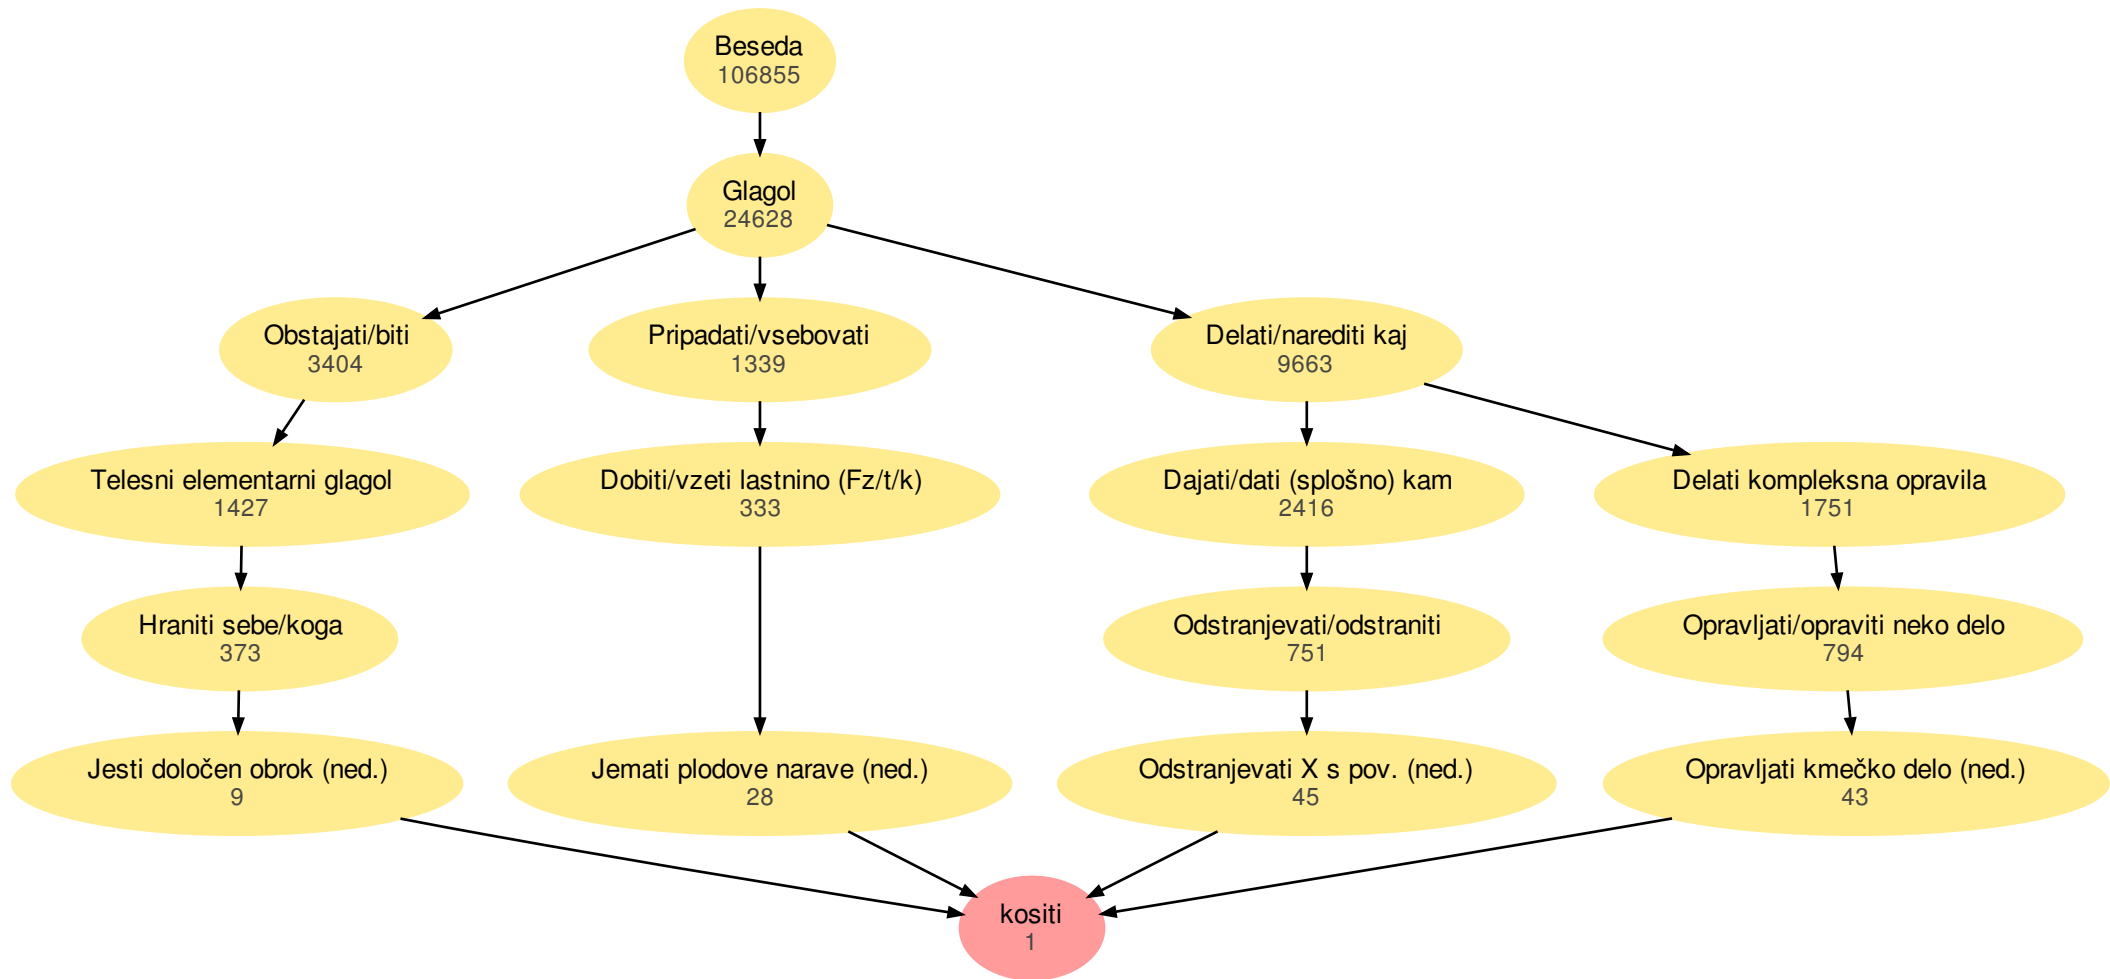 Beseda
106855
Glagol
24628
Obstajati/biti
3404
Pripadati/vsebovati
1339
Delati/narediti kaj
9663
Telesni elementarni glagol
1427
Dobiti/vzeti lastnino (Fz/t/k)
333
Dajati/dati (splošno) kam
2416
Delati kompleksna opravila
1751
Hraniti sebe/koga
373
Odstranjevati/odstraniti
751
Opravljati/opraviti neko delo
794
Jesti določen obrok (ned.)
9
Jemati plodove narave (ned.)
28
Odstranjevati X s pov. (ned.)
45
Opravljati kmečko delo (ned.)
43
kositi
1